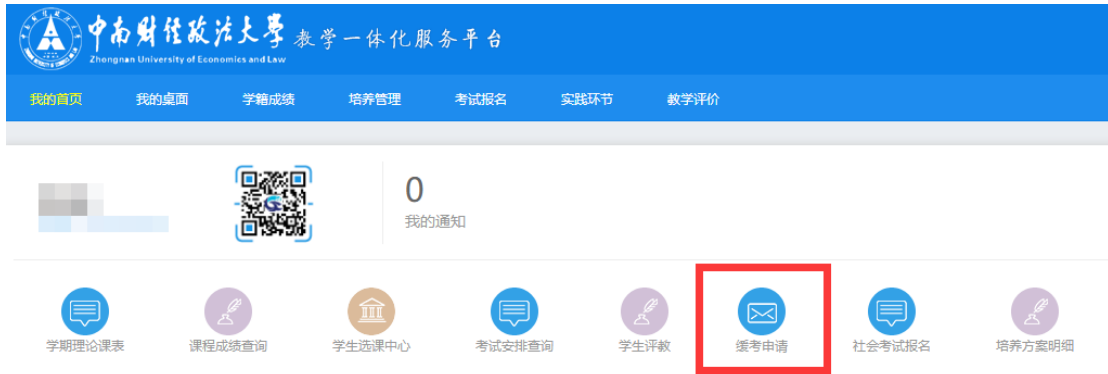 中南财经政法大学 教学一体化服务平台
Zhongnan University of Economics and Law
我的首页 我的桌面 学籍成绩 培养管理 考试报名 实践环节 教学评价
0
我的通知
学期理论课表 课程成绩查询 学生选课中心 考试安排查询 学生评教 缓考申请 社会考试报名 培养方案明细